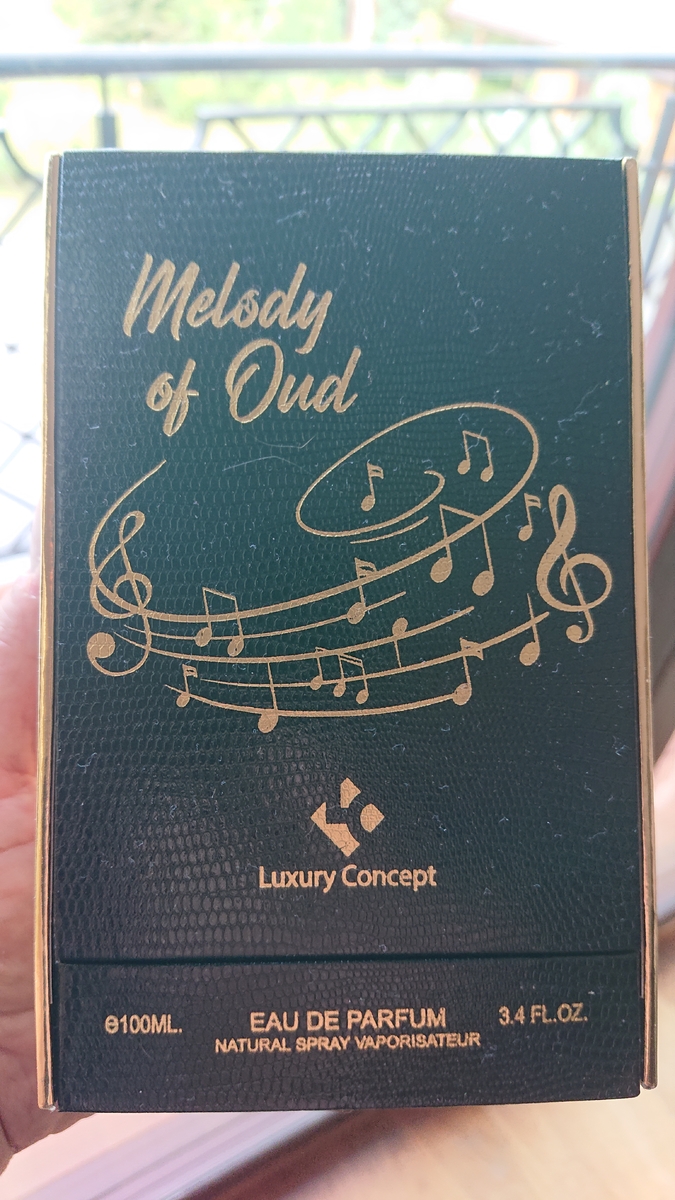 Melody
of Oud
Luxury Concept
℮100ML.
EAU DE PARFUM
3.4 FL.OZ.
NATURAL SPRAY VAPORISATEUR